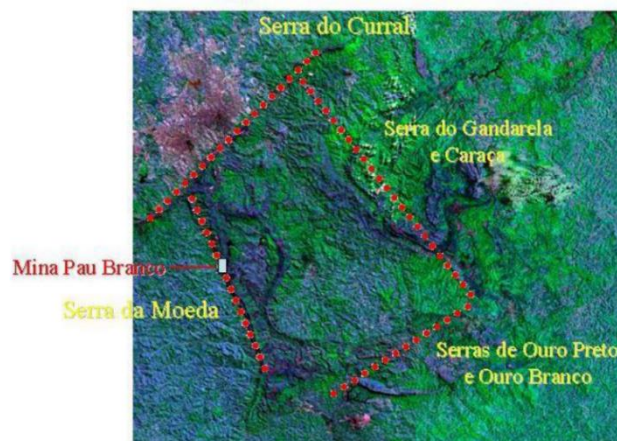 Serra do Curral
Serra do Gandarela
e Caraça
Mina Pau Branco
Serra da Moeda
Serras de Ouro Preto
e Ouro Branco